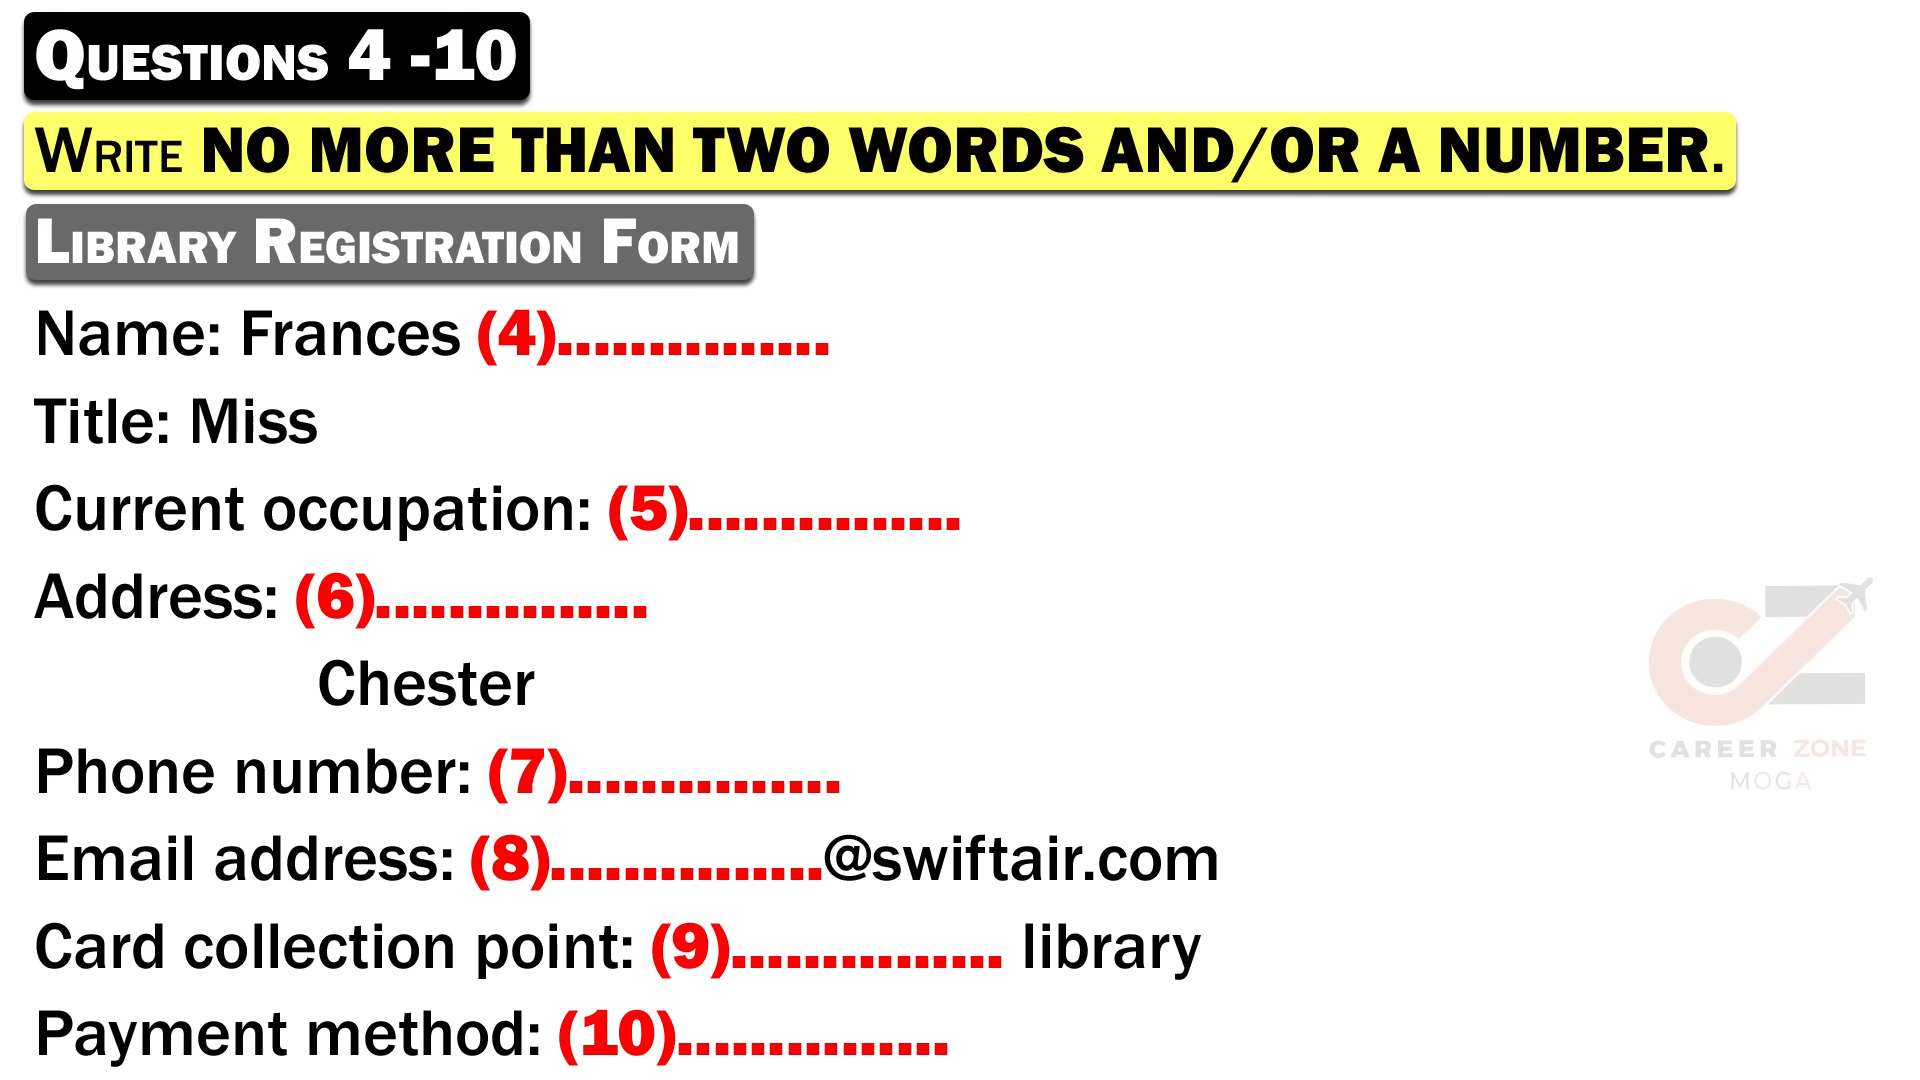 QUESTIONS 4 -10
WRITE NO MORE THAN TWO WORDS AND/OR A NUMBER.
LIBRARY REGISTRATION FORM
Name: Frances (4)...............
Title: Miss
Current occupation: (5)...............
Address: (6)...............
Chester
Phone number: (7)...............
Email address: (8)...............@swiftair.com
Card collection point: (9)............... library
Payment method: (10)...............
CZ
CAREER ZONE
MOGA